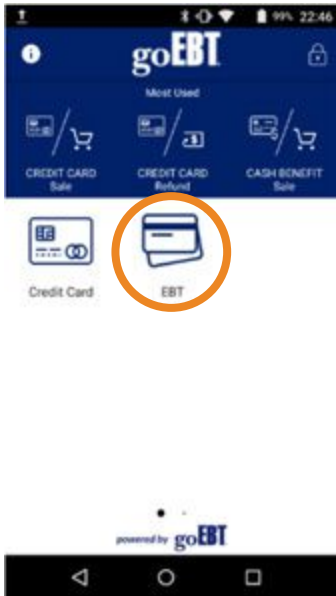 99% 22:46
goEBT
Most Used
CREDIT CARD Sale
CREDIT CARD Refund
CASH BENEFIT Sale
Credit Card
EBT
powered by goEBT